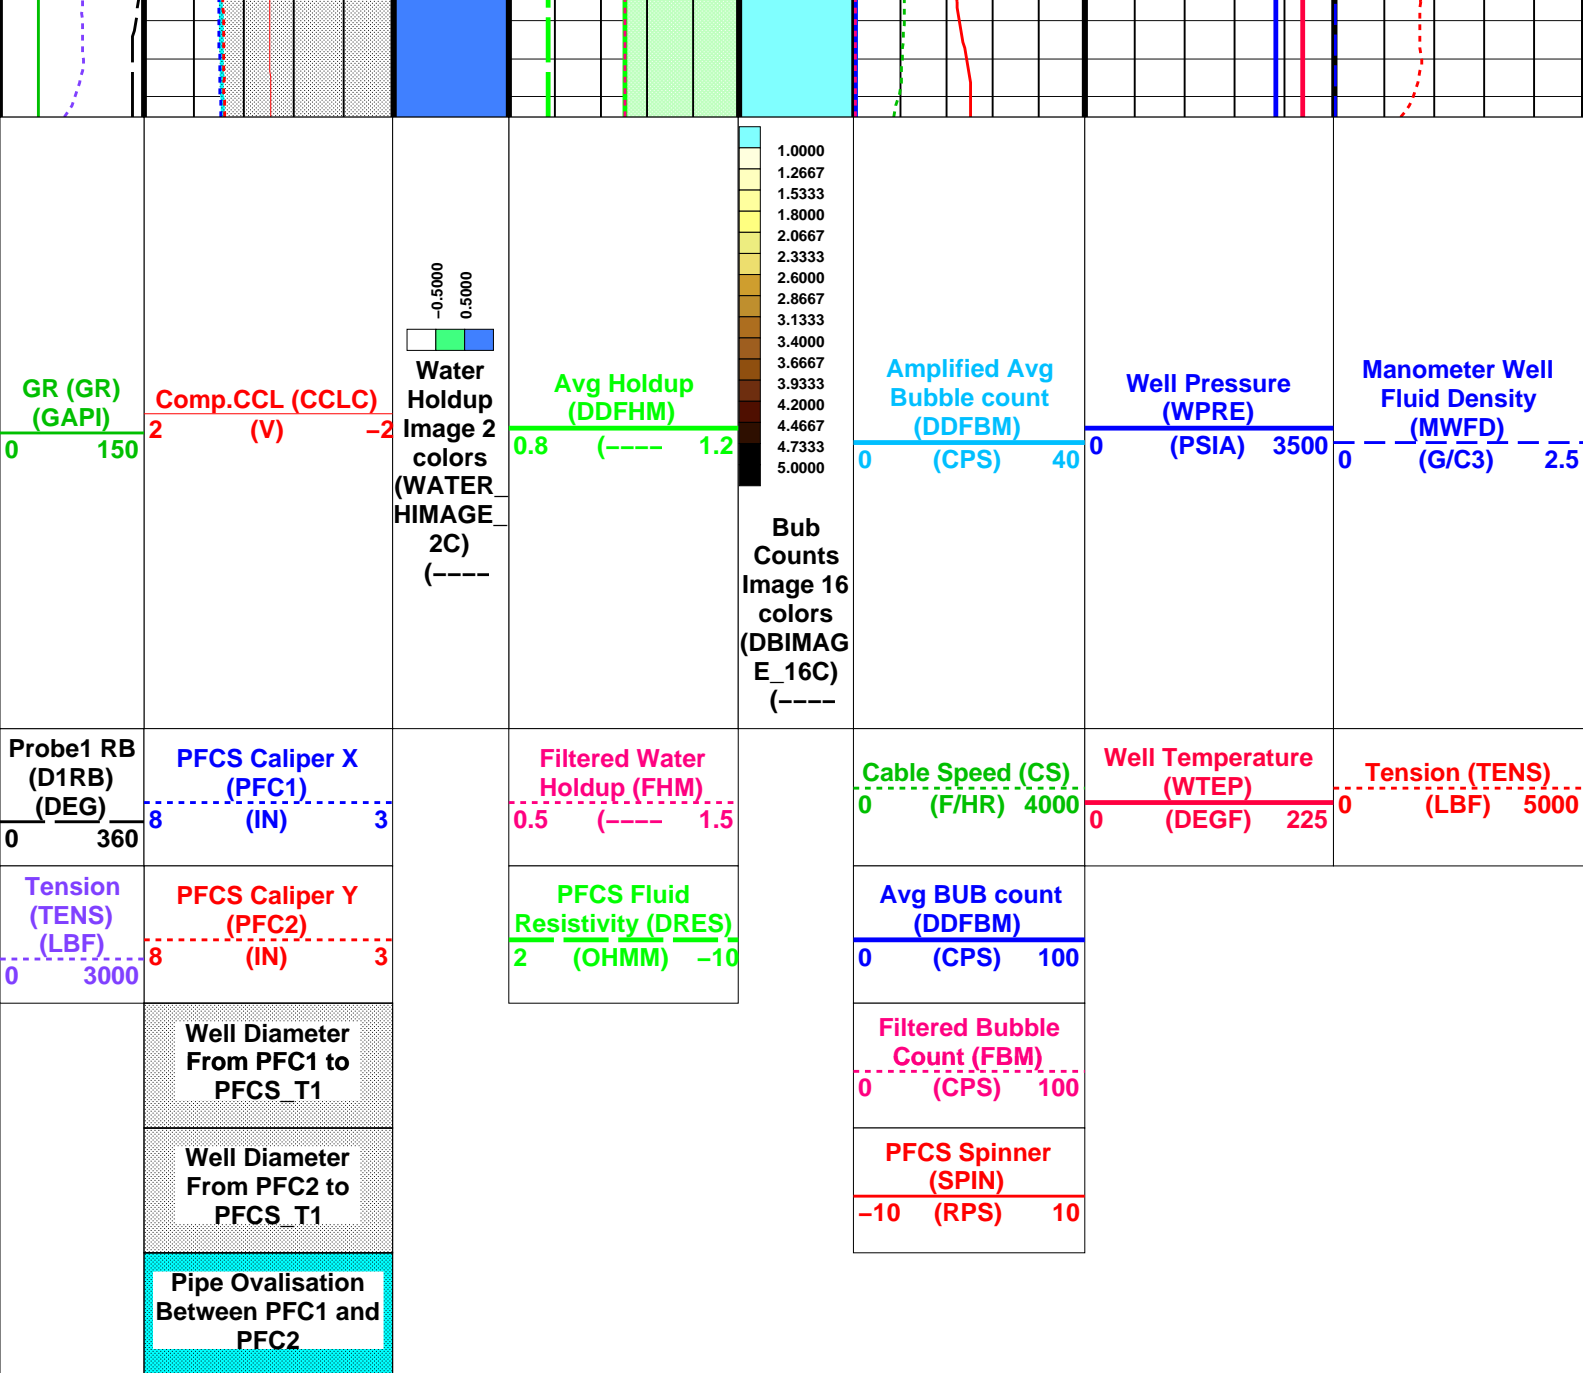 GR (GR)
(GAPI)
0 150
Comp.CCL (CCLC)
2 (V) −2
−0.5000
0.5000
Water
Holdup
Image 2
colors
(WATER_
HIMAGE_
2C)
(−−−−
Avg Holdup
(DDFHM)
0.8 (−−−− 1.2
1.0000
1.2667
1.5333
1.8000
2.0667
2.3333
2.6000
2.8667
3.1333
3.4000
3.6667
3.9333
4.2000
4.4667
4.7333
5.0000
Bub
Counts
Image 16
colors
(DBIMAG
E_16C)
(−−−−
Amplified Avg
Bubble count
(DDFBM)
0 (CPS) 40
Well Pressure
(WPRE)
0 (PSIA) 3500
Manometer Well
Fluid Density
(MWFD)
0 (G/C3) 2.5
Probe1 RB
(D1RB)
(DEG)
0 360
PFCS Caliper X
(PFC1)
8 (IN) 3
Filtered Water
Holdup (FHM)
0.5 (−−−− 1.5
Cable Speed (CS)
0 (F/HR) 4000
Well Temperature
(WTEP)
0 (DEGF) 225
Tension (TENS)
0 (LBF) 5000
Tension
(TENS)
(LBF)
0 3000
PFCS Caliper Y
(PFC2)
8 (IN) 3
PFCS Fluid
Resistivity (DRES)
2 (OHMM) −10
Avg BUB count
(DDFBM)
0 (CPS) 100
Well Diameter
From PFC1 to
PFCS_T1
Filtered Bubble
Count (FBM)
0 (CPS) 100
Well Diameter
From PFC2 to
PFCS_T1
PFCS Spinner
(SPIN)
−10 (RPS) 10
Pipe Ovalisation
Between PFC1 and
PFC2